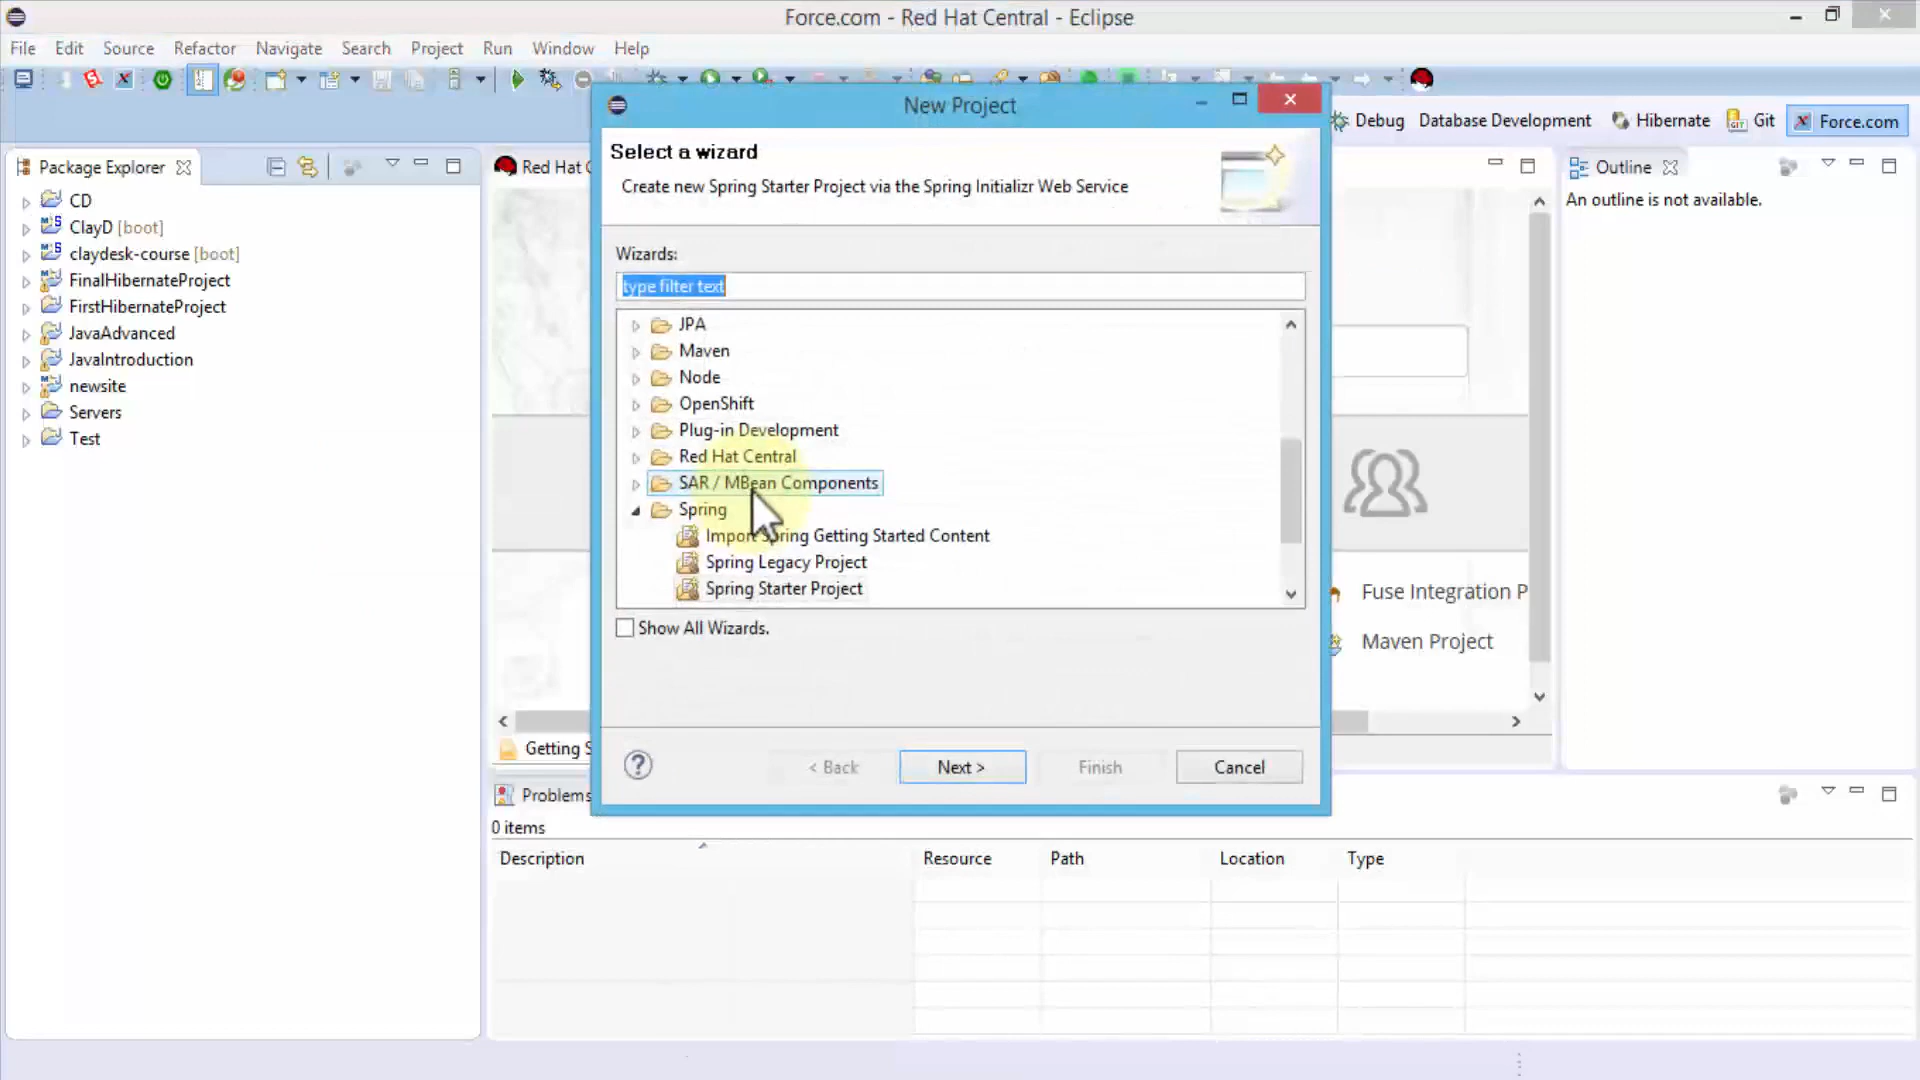 Force.com - Red Hat Central - Eclipse
File Edit Source Refactor Navigate Search Project Run Window Help
New Project
Debug Database Development Hibernate Git Force.com
Package Explorer
Red Hat C
Select a wizard
Create new Spring Starter Project via the Spring Initializr Web Service
Outline
An outline is not available.
CD
ClayD [boot]
claydesk-course [boot]
FinalHibernateProject
FirstHibernateProject
JavaAdvanced
JavaIntroduction
newsite
Servers
Test
Wizards:
type filter text
JPA
Maven
Node
OpenShift
Plug-in Development
Red Hat Central
SAR / MBean Components
Spring
Import Spring Getting Started Content
Spring Legacy Project
Spring Starter Project
Show All Wizards.
Fuse Integration P
Maven Project
Getting S
< Back Next > Finish Cancel
Problems
0 items
Description Resource Path Location Type